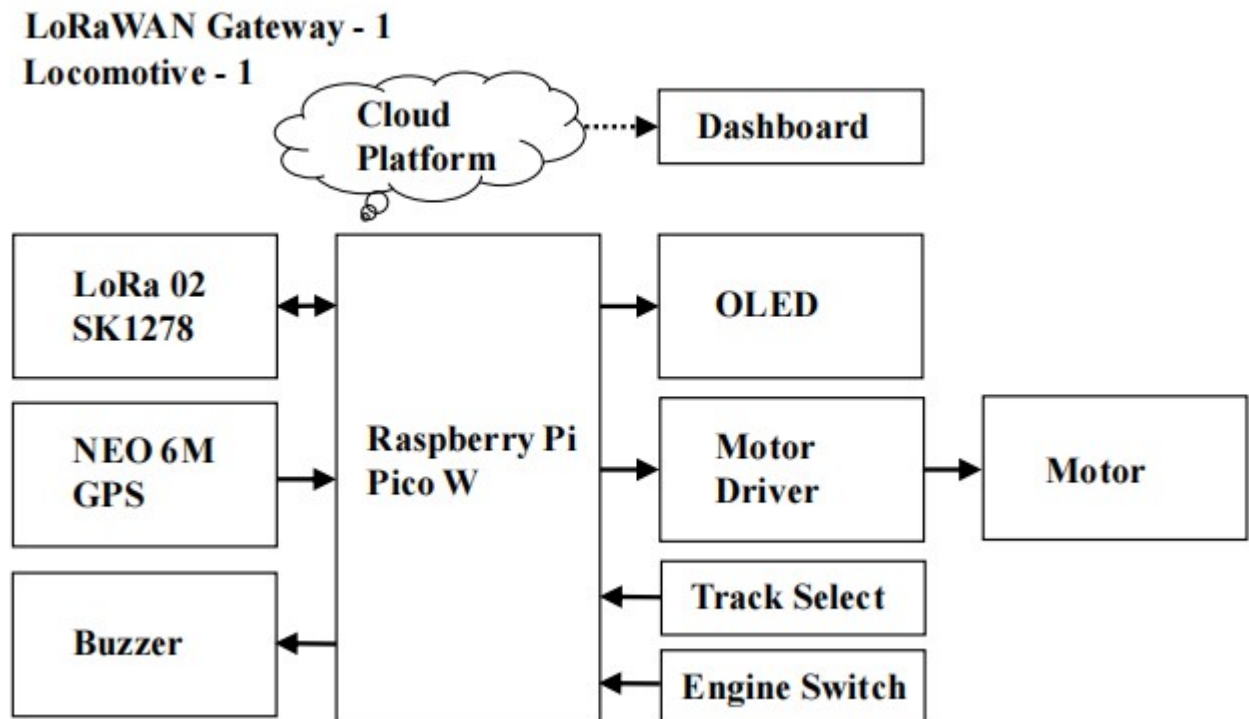 LoRaWAN Gateway - 1
Locomotive - 1
Cloud
Platform
Dashboard
LoRa 02
SK1278
OLED
NEO 6M
GPS
Raspberry Pi
Pico W
Motor
Driver
Motor
Buzzer
Track Select
Engine Switch